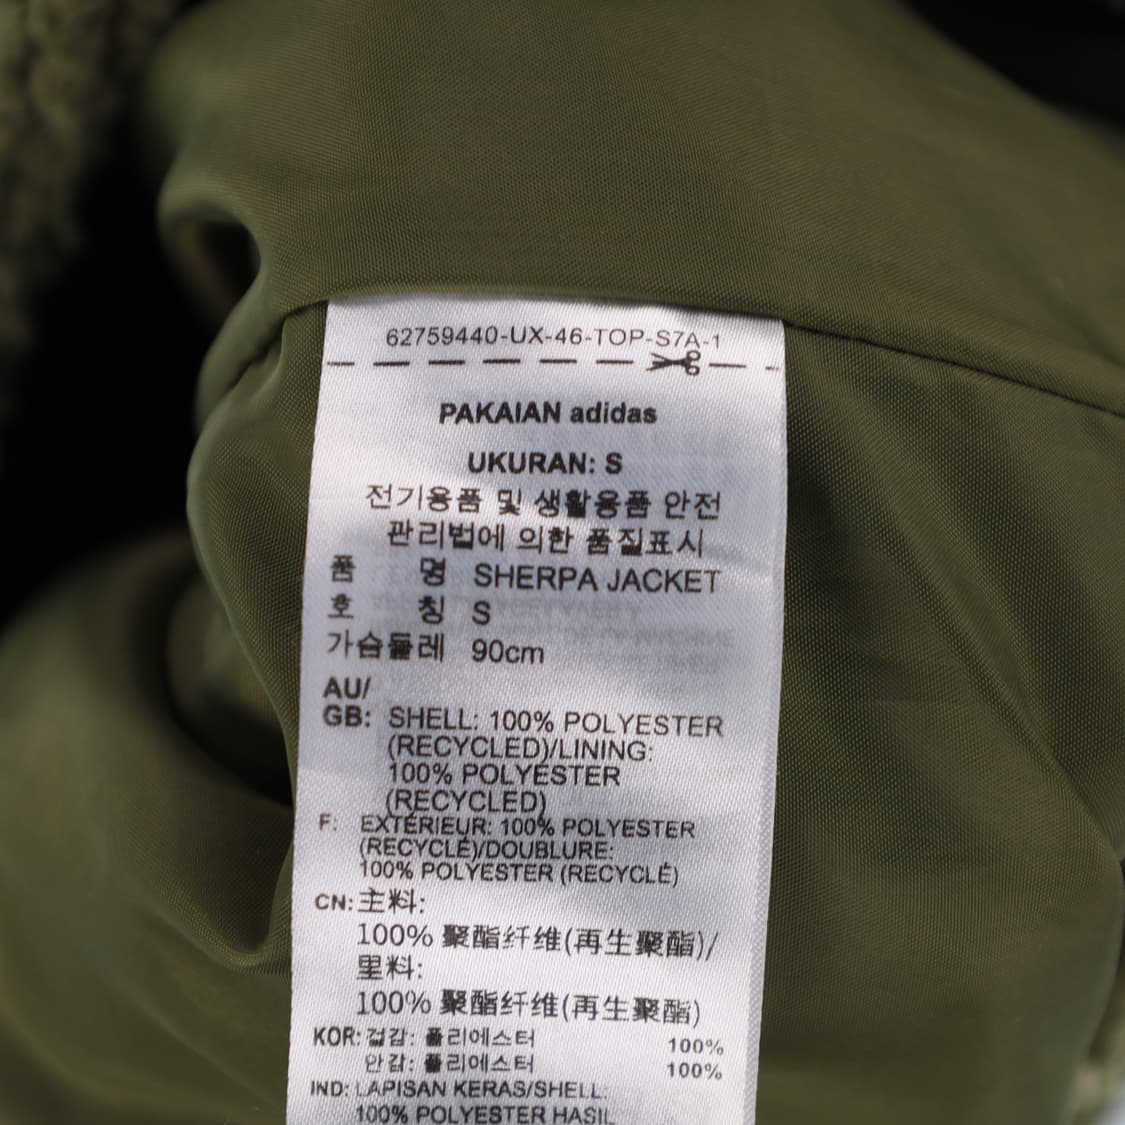 62759440-UX-46-TOP-S7A-1
PAKAIAN adidas
UKURAN: S
전기용품 및 생활용품 안전
관리법에 의한 품질표시
품 명 SHERPA JACKET
호 칭 S
가슴둘레 90cm
AU/
GB: SHELL: 100% POLYESTER
(RECYCLED)/LINING:
100% POLYESTER
(RECYCLED)
F: EXTÉRIEUR: 100% POLYESTER
(RECYCLÉ)/DOUBLURE:
100% POLYESTER (RECYCLÉ)
CN: 主料:
100% 聚酯纤维(再生聚酯)/
里料:
100% 聚酯纤维(再生聚酯)
KOR: 겉감: 폴리에스터 100%
안감: 폴리에스터 100%
IND: LAPISAN KERAS/SHELL:
100% POLYESTER HASIL